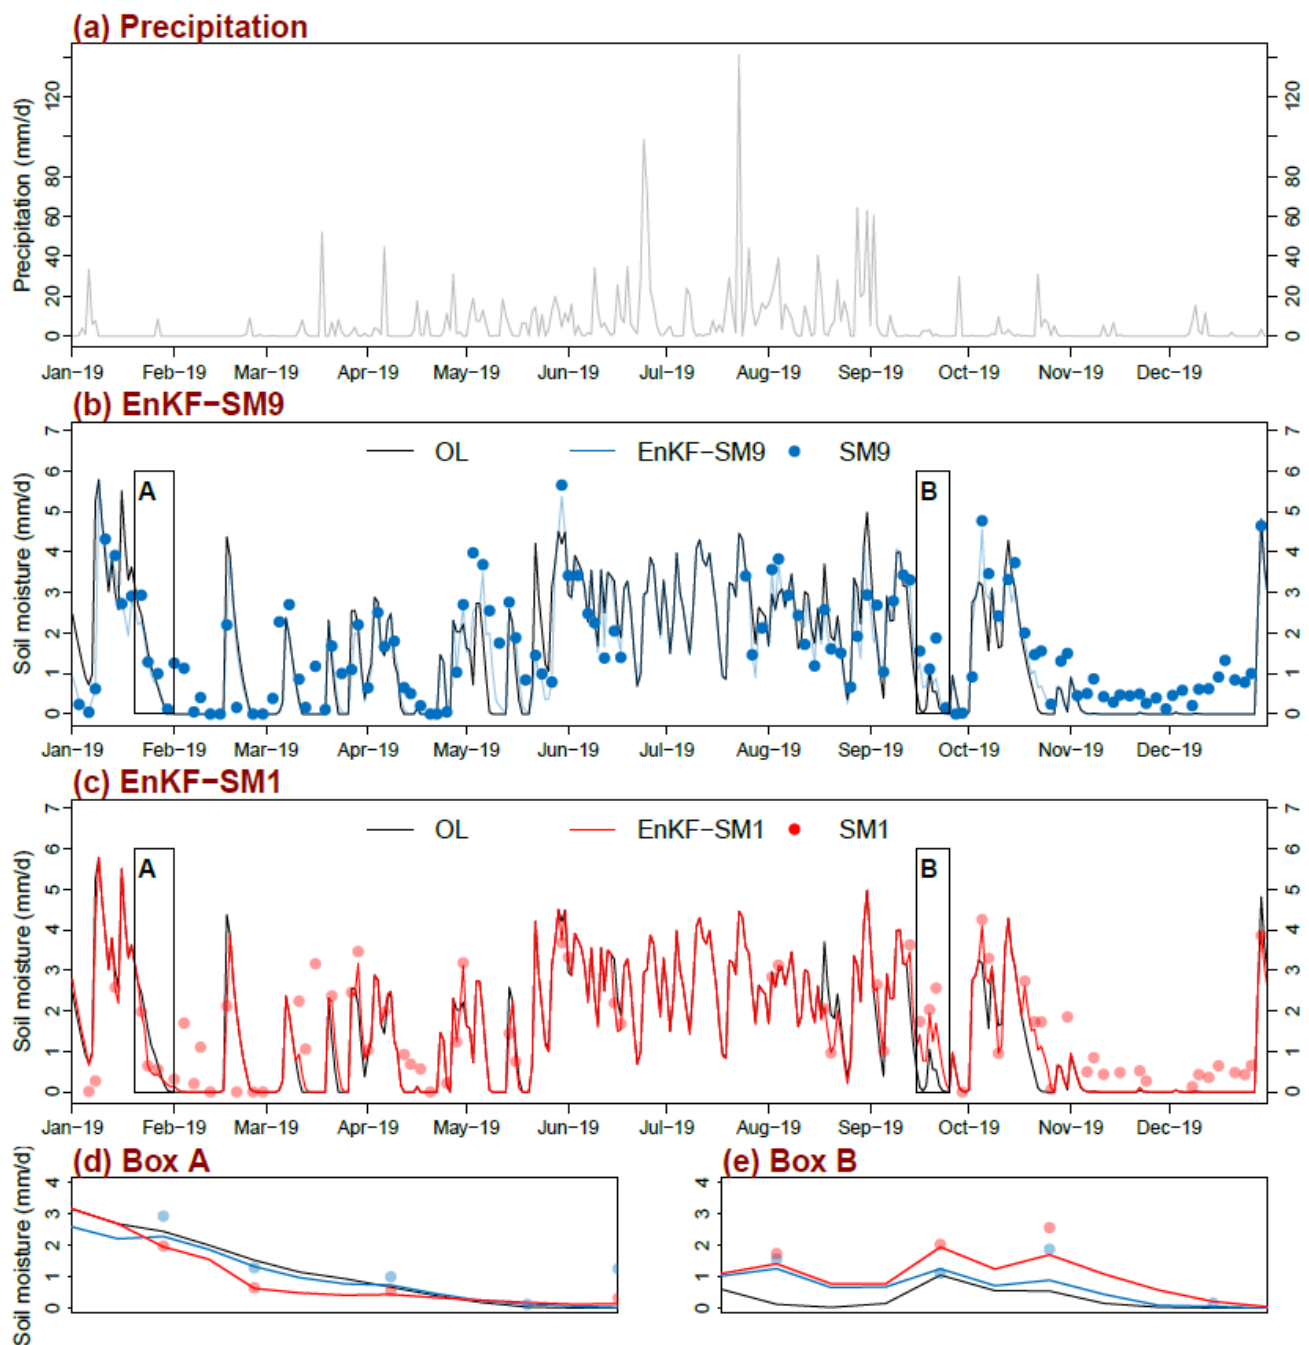 (a) Precipitation
Precipitation (mm/d)
0 20 40 60 80 120
0 20 40 60 80 120
Jan−19 Feb−19 Mar−19 Apr−19 May−19 Jun−19 Jul−19 Aug−19 Sep−19 Oct−19 Nov−19 Dec−19
(b) EnKF−SM9
Soil moisture (mm/d)
0 1 2 3 4 5 6 7
OL EnKF−SM9 SM9
A
B
0 1 2 3 4 5 6 7
Jan−19 Feb−19 Mar−19 Apr−19 May−19 Jun−19 Jul−19 Aug−19 Sep−19 Oct−19 Nov−19 Dec−19
(c) EnKF−SM1
Soil moisture (mm/d)
0 1 2 3 4 5 6 7
OL EnKF−SM1 SM1
A
B
0 1 2 3 4 5 6 7
Jan−19 Feb−19 Mar−19 Apr−19 May−19 Jun−19 Jul−19 Aug−19 Sep−19 Oct−19 Nov−19 Dec−19
(d) Box A
Soil moisture (mm/d)
0 1 2 3 4
(e) Box B
Soil moisture (mm/d)
0 1 2 3 4